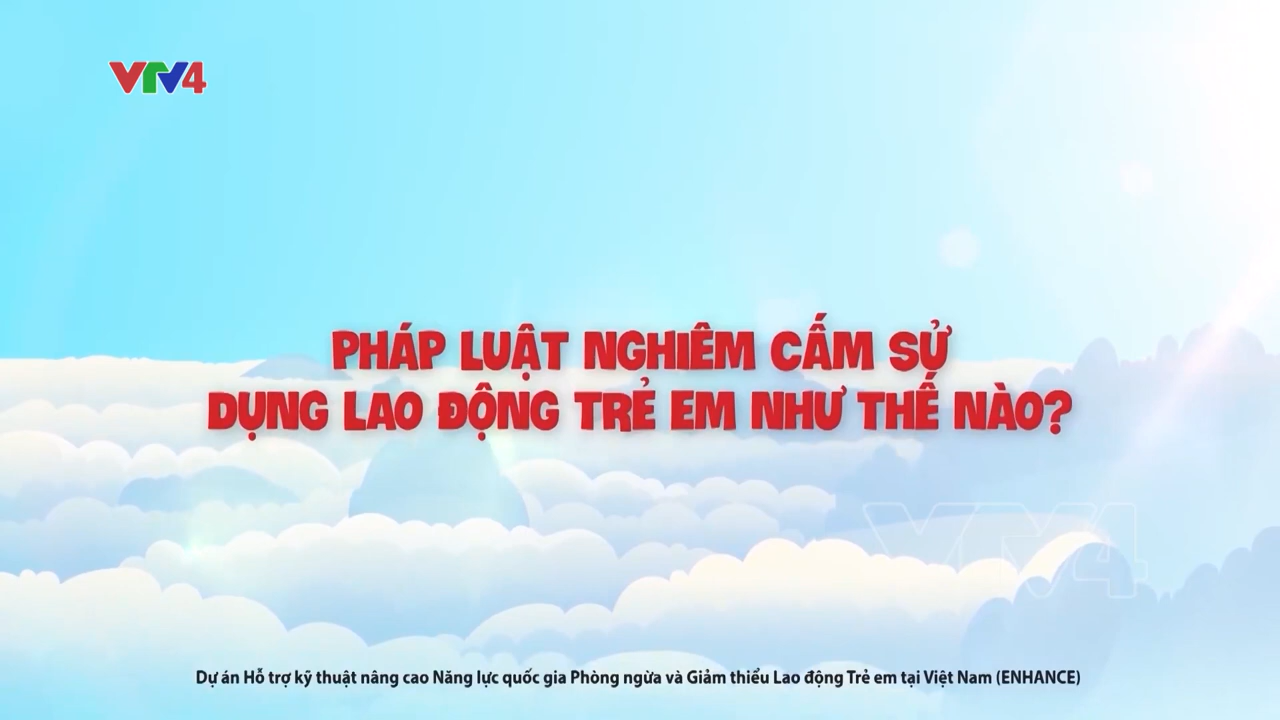 VTV4
PHÁP LUẬT NGHIÊM CẤM SỬ
DỤNG LAO ĐỘNG TRẺ EM NHƯ THẾ NÀO?
VTV4
Dự án Hỗ trợ kỹ thuật nâng cao Năng lực quốc gia Phòng ngừa và Giảm thiểu Lao động Trẻ em tại Việt Nam (ENHANCE)